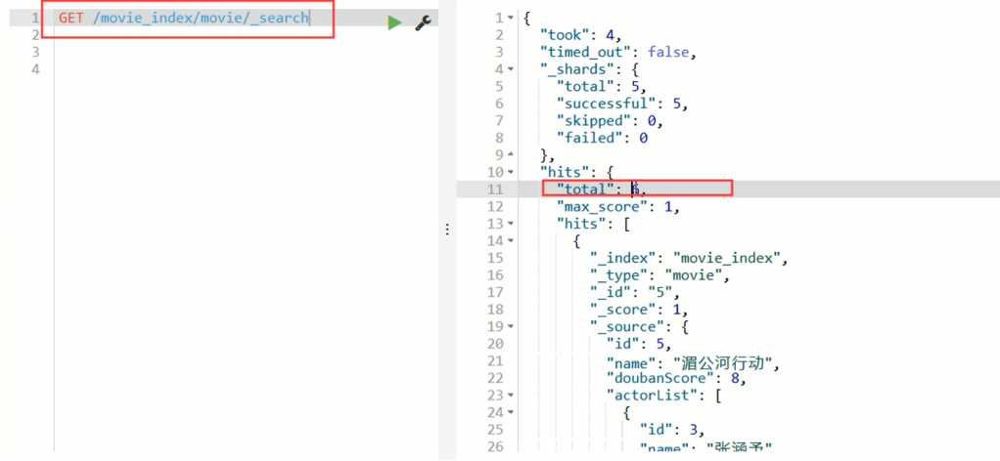 1 GET /movie_index/movie/_search
2
3
4
1 {
2 "took": 4,
3 "timed_out": false,
4 "_shards": {
5 "total": 5,
6 "successful": 5,
7 "skipped": 0,
8 "failed": 0
9 },
10 "hits": {
11 "total": 6,
12 "max_score": 1,
13 "hits": [
14 {
15 "_index": "movie_index",
16 "_type": "movie",
17 "_id": "5",
18 "_score": 1,
19 "_source": {
20 "id": 5,
21 "name": "湄公河行动",
22 "doubanScore": 8,
23 "actorList": [
24 {
25 "id": 3,
26 "name": "张涵予"